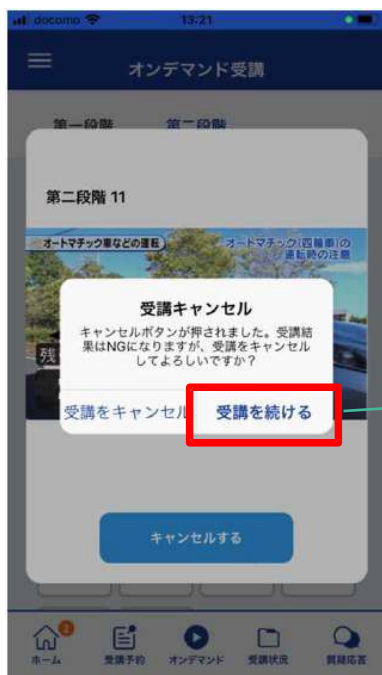 docomo 13:21
オンデマンド受講
第一段階 第二段階
第二段階 11
オートマチック車などの運転 オートマチック(四輪車)の
運転時の注意
受講キャンセル
キャンセルボタンが押されました。受講結
果はNGになりますが、受講をキャンセル
してよろしいですか?
残
受講をキャンセル 受講を続ける
キャンセルする
2
ホーム 受講予約 オンデマンド 受講状況 質疑応答